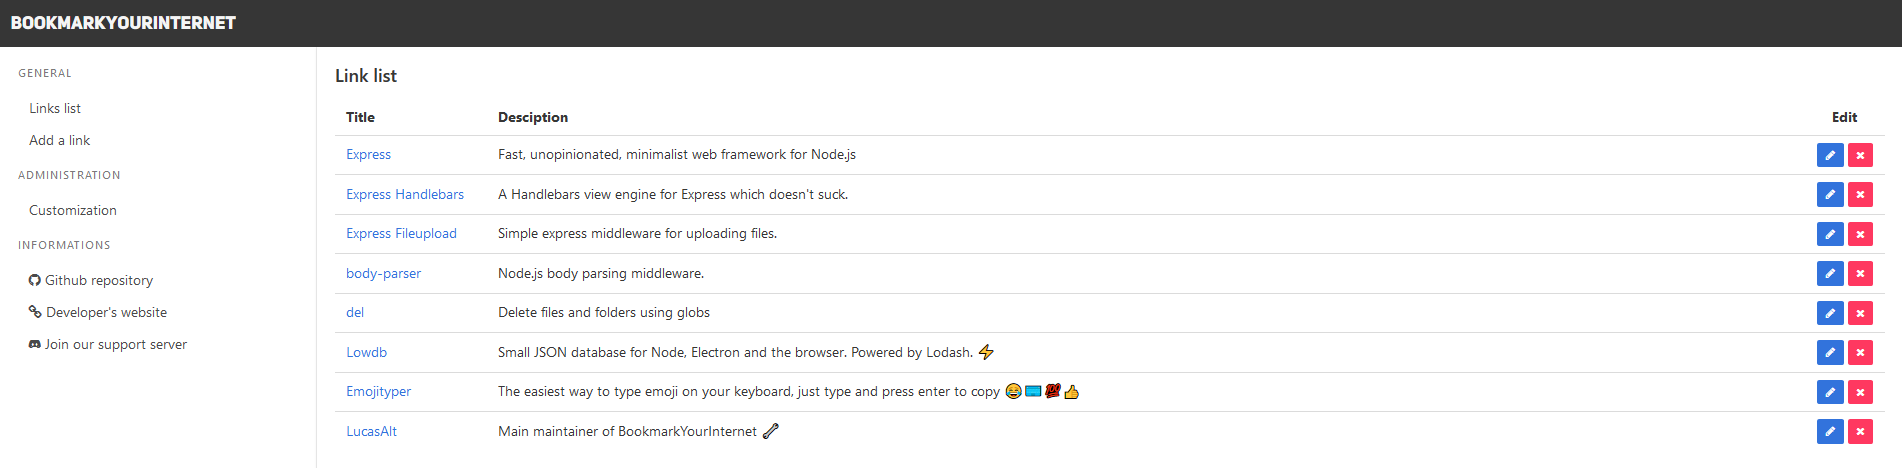 BOOKMARKYOURINTERNET
GENERAL
Links list
Add a link
ADMINISTRATION
Customization
INFORMATIONS
Github repository
Developer's website
Join our support server
Link list
Title Desciption Edit
Express Fast, unopinionated, minimalist web framework for Node.js
Express Handlebars A Handlebars view engine for Express which doesn't suck.
Express Fileupload Simple express middleware for uploading files.
body-parser Node.js body parsing middleware.
del Delete files and folders using globs
Lowdb Small JSON database for Node, Electron and the browser. Powered by Lodash. ⚡
Emojityper The easiest way to type emoji on your keyboard, just type and press enter to copy 😂💯👍
LucasAlt Main maintainer of BookmarkYourInternet 🔧